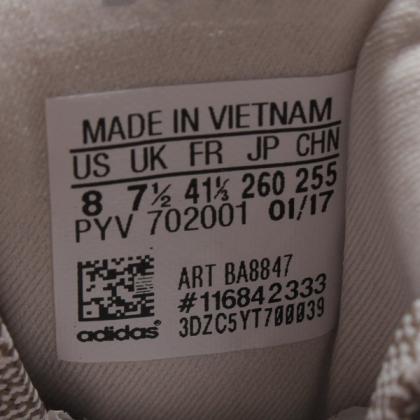 MADE IN VIETNAM
US UK FR JP CHN
8 7½ 41⅓ 260 255
PYV 702001 01/17
ART BA8847
#116842333
3DZC5YT700039
adidas